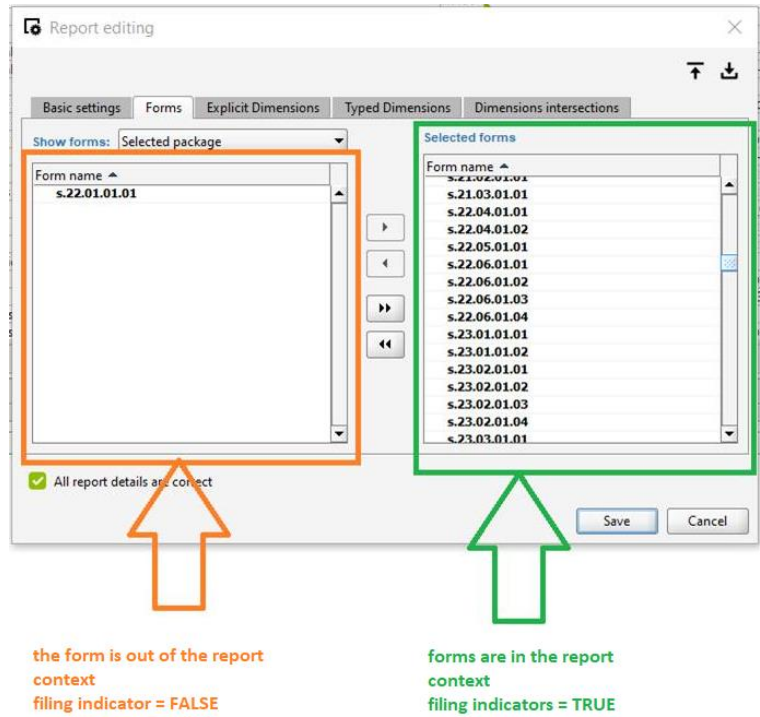 Report editing
Basic settings Forms Explicit Dimensions Typed Dimensions Dimensions intersections
Show forms: Selected package
Form name
s.22.01.01.01
Selected forms
Form name
s.21.02.01.01
s.21.03.01.01
s.22.04.01.01
s.22.04.01.02
s.22.05.01.01
s.22.06.01.01
s.22.06.01.02
s.22.06.01.03
s.22.06.01.04
s.23.01.01.01
s.23.01.01.02
s.23.02.01.01
s.23.02.01.02
s.23.02.01.03
s.23.02.01.04
s.23.03.01.01
All report details are correct
Save Cancel
the form is out of the report
context
filing indicator = FALSE
forms are in the report
context
filing indicators = TRUE